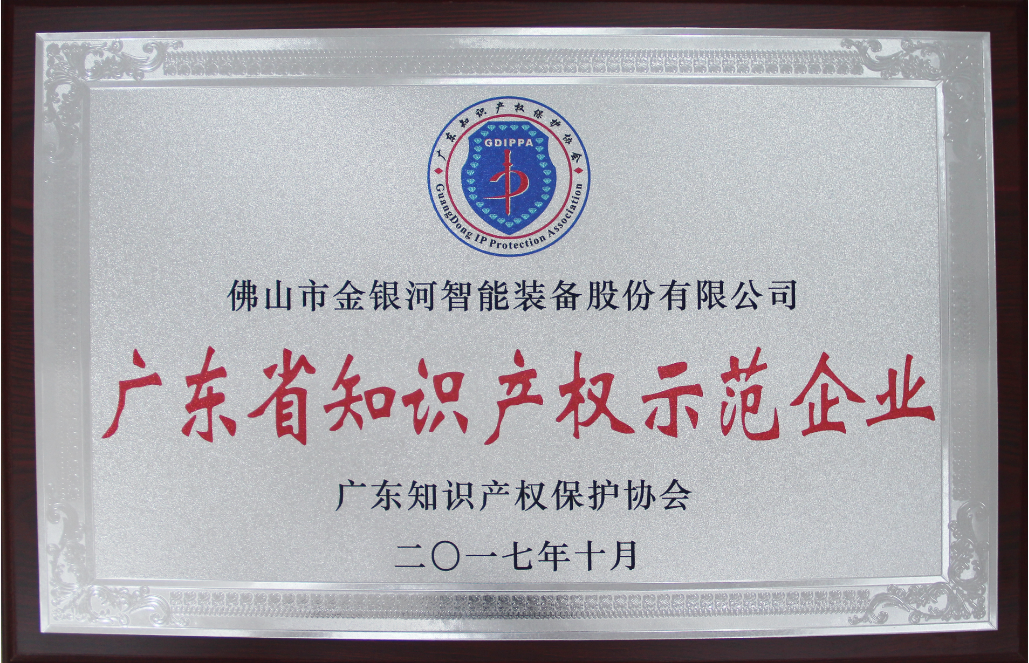 广东知识产权保护协会
GDIPPA
GuangDong IP Protection Association
佛山市金银河智能装备股份有限公司
广东省知识产权示范企业
广东知识产权保护协会
二〇一七年十月